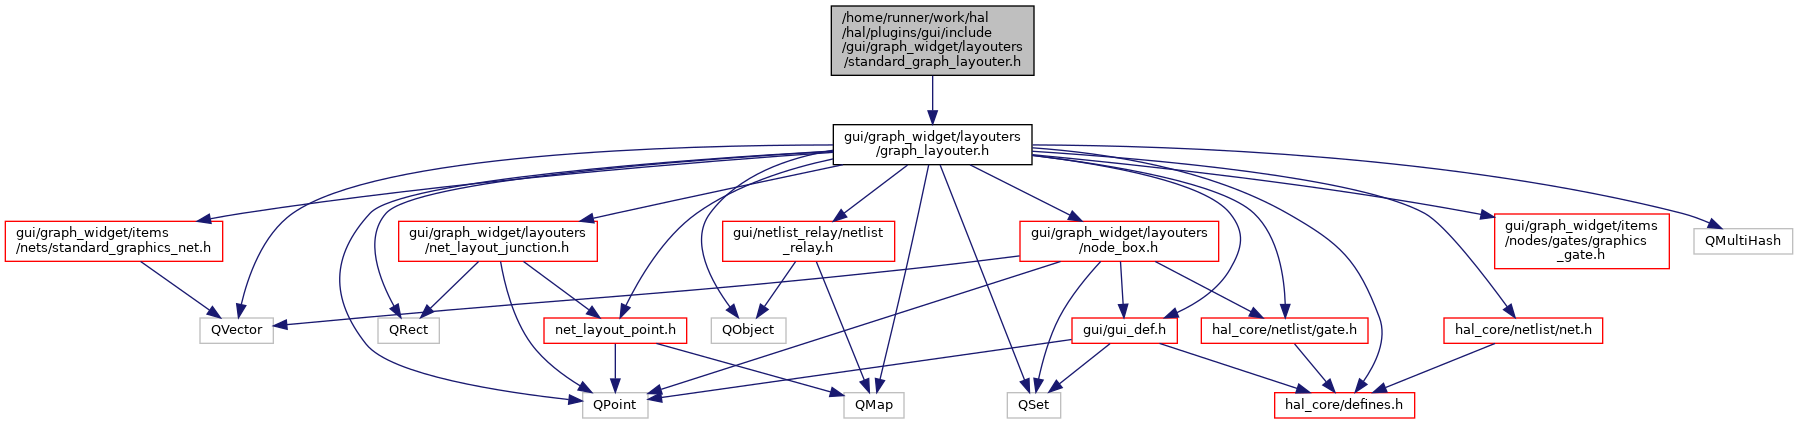 /home/runner/work/hal
/hal/plugins/gui/include
/gui/graph_widget/layouters
/standard_graph_layouter.h
gui/graph_widget/layouters
/graph_layouter.h
gui/graph_widget/items
/nets/standard_graphics_net.h
gui/graph_widget/layouters
/net_layout_junction.h
gui/netlist_relay/netlist
_relay.h
gui/graph_widget/layouters
/node_box.h
gui/graph_widget/items
/nodes/gates/graphics
_gate.h
QMultiHash
QVector
QRect
net_layout_point.h
QObject
gui/gui_def.h
hal_core/netlist/gate.h
hal_core/netlist/net.h
QPoint
QMap
QSet
hal_core/defines.h